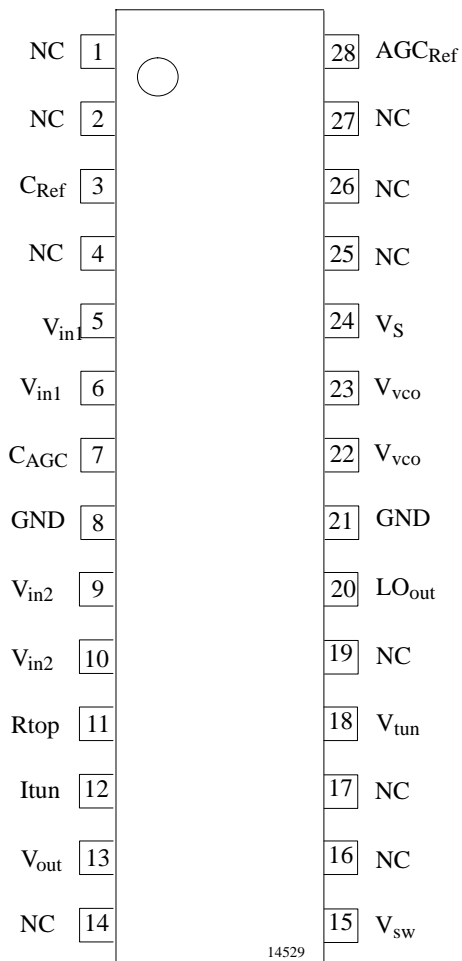 NC 1 28 AGCRef
NC 2 27 NC
CRef 3 26 NC
NC 4 25 NC
Vin1 5 24 VS
Vin1 6 23 Vvco
CAGC 7 22 Vvco
GND 8 21 GND
Vin2 9 20 LOout
Vin2 10 19 NC
Rtop 11 18 Vtun
Itun 12 17 NC
Vout 13 16 NC
NC 14 15 Vsw
14529